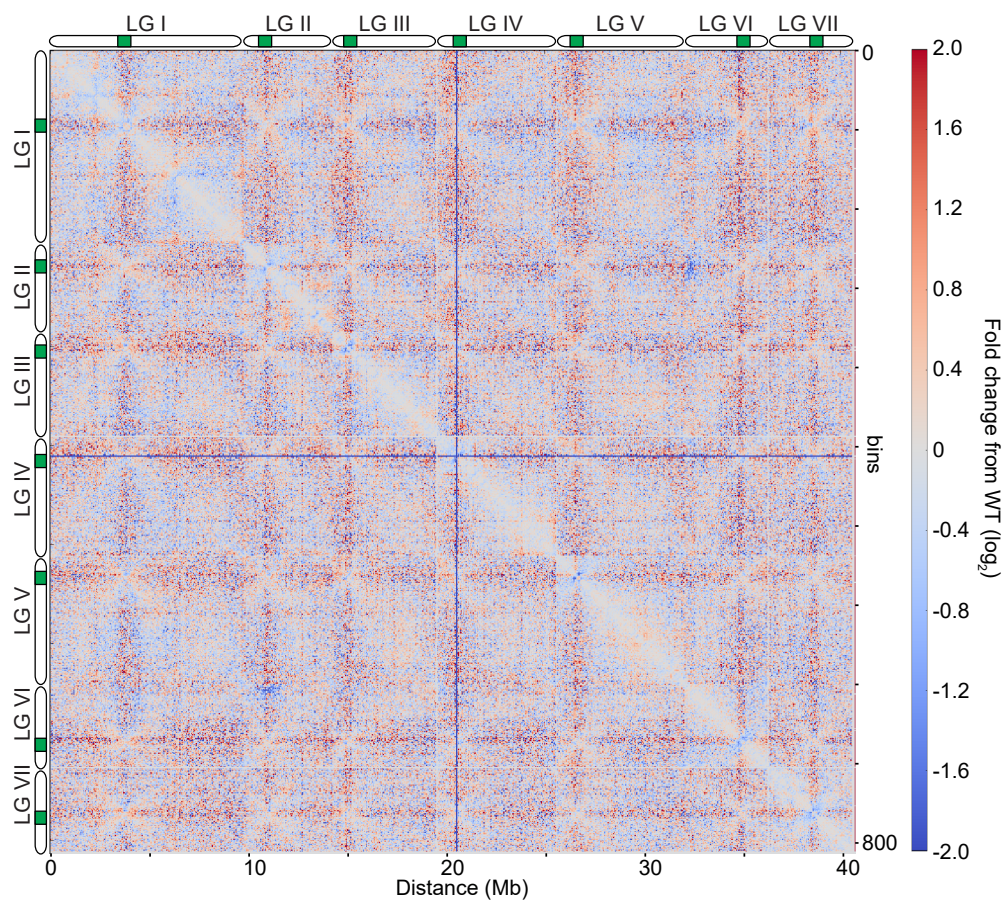 LG I LG II LG III LG IV LG V LG VI LG VII
LG I
LG II
LG III
LG IV
LG V
LG VI
LG VII
0
bins
800
0 10 20 30 40
Distance (Mb)
2.0
1.6
1.2
0.8
0.4
0
-0.4
-0.8
-1.2
-1.6
-2.0
Fold change from WT (log2)